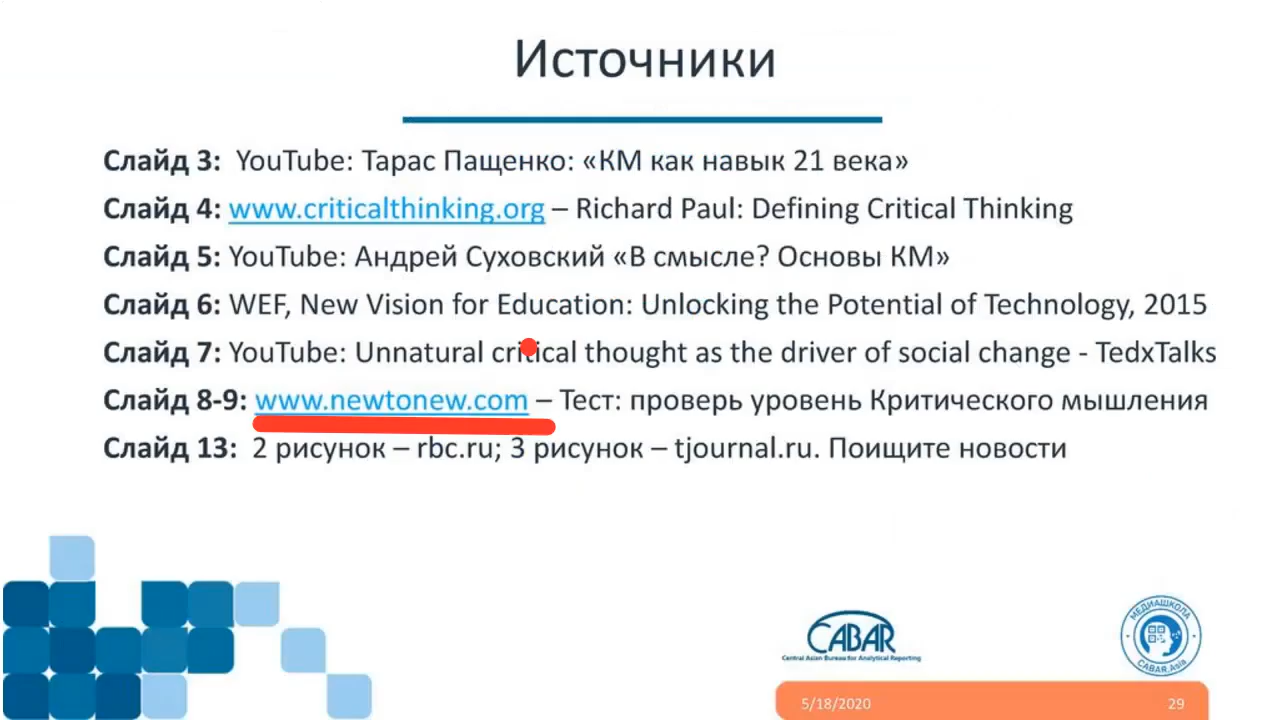 Источники
Слайд 3: YouTube: Тарас Пащенко: «КМ как навык 21 века»
Слайд 4: www.criticalthinking.org – Richard Paul: Defining Critical Thinking
Слайд 5: YouTube: Андрей Суховский «В смысле? Основы КМ»
Слайд 6: WEF, New Vision for Education: Unlocking the Potential of Technology, 2015
Слайд 7: YouTube: Unnatural critical thought as the driver of social change - TedxTalks
Слайд 8-9: www.newtonew.com – Тест: проверь уровень Критического мышления
Слайд 13: 2 рисунок – rbc.ru; 3 рисунок – tjournal.ru. Поищите новости
CABAR
Central Asian Bureau for Analytical Reporting
МЕДИАШКОЛА
CABAR.Asia
5/18/2020
29